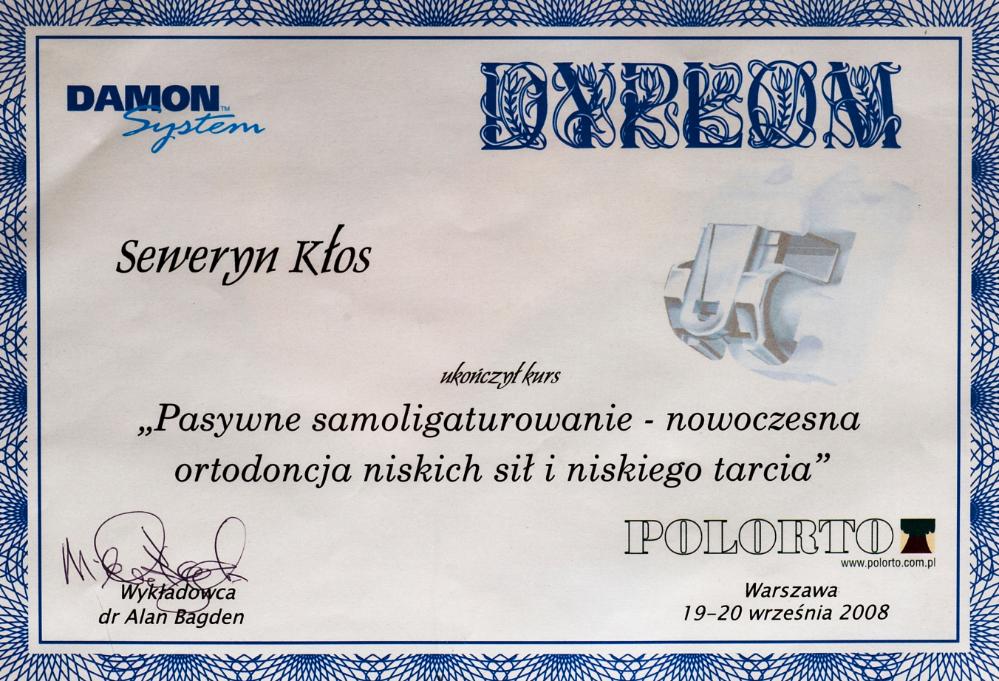 DAMON™
System
DYPLOM
Seweryn Kłos
ukończył kurs
„Pasywne samoligaturowanie - nowoczesna
ortodoncja niskich sił i niskiego tarcia”
POLORTO
www.polorto.com.pl
Wykładowca
dr Alan Bagden
Warszawa
19-20 września 2008